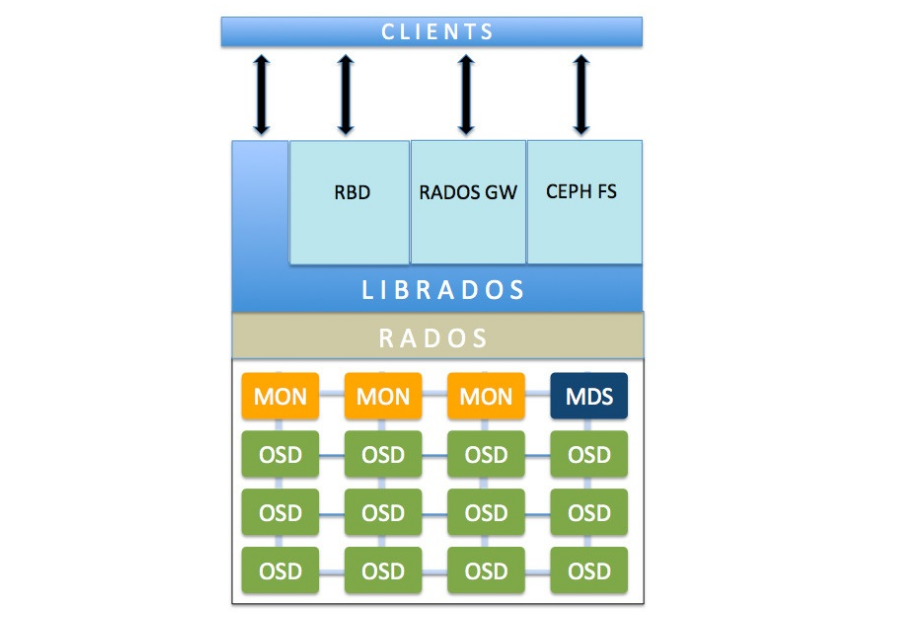 CLIENTS
RBD RADOS GW CEPH FS
LIBRADOS
RADOS
MON MON MON MDS
OSD OSD OSD OSD
OSD OSD OSD OSD
OSD OSD OSD OSD